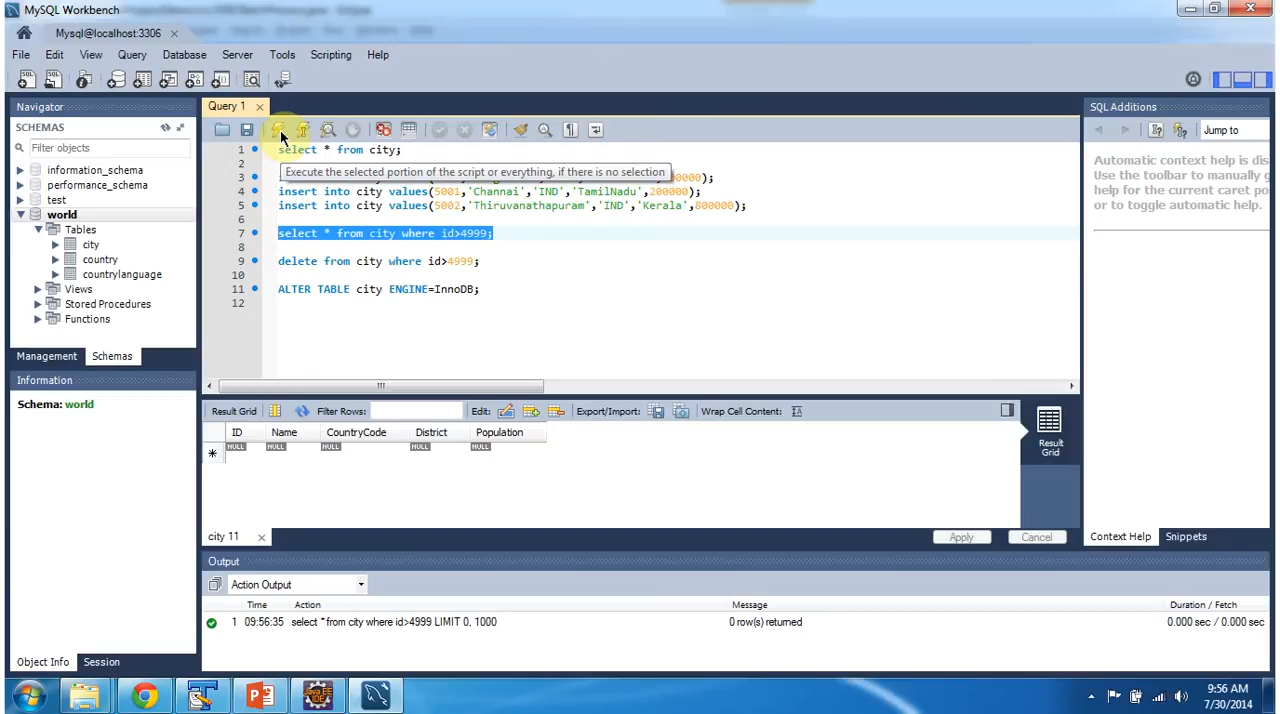 MySQL Workbench
Mysql@localhost:3306
File Edit View Query Database Server Tools Scripting Help
Navigator
SCHEMAS
Filter objects
information_schema
performance_schema
test
world
Tables
city
country
countrylanguage
Views
Stored Procedures
Functions
Management Schemas
Information
Schema: world
Object Info Session
Query 1
1 select * from city;
2
Execute the selected portion of the script or everything, if there is no selection
3 00000);
4 insert into city values(5001,'Channai','IND','TamilNadu',200000);
5 insert into city values(5002,'Thiruvanathapuram','IND','Kerala',800000);
6
7 select * from city where id>4999;
8
9 delete from city where id>4999;
10
11 ALTER TABLE city ENGINE=InnoDB;
12
Result Grid Filter Rows: Edit: Export/Import: Wrap Cell Content:
ID Name CountryCode District Population
NULL NULL NULL NULL NULL
Result
Grid
city 11 Apply Cancel
Output
Action Output
Time Action Message Duration / Fetch
1 09:56:35 select * from city where id>4999 LIMIT 0, 1000 0 row(s) returned 0.000 sec / 0.000 sec
SQL Additions
Jump to
Automatic context help is dis
Use the toolbar to manually g
help for the current caret po
or to toggle automatic help.
Context Help Snippets
Java EE
IDE
9:56 AM
7/30/2014